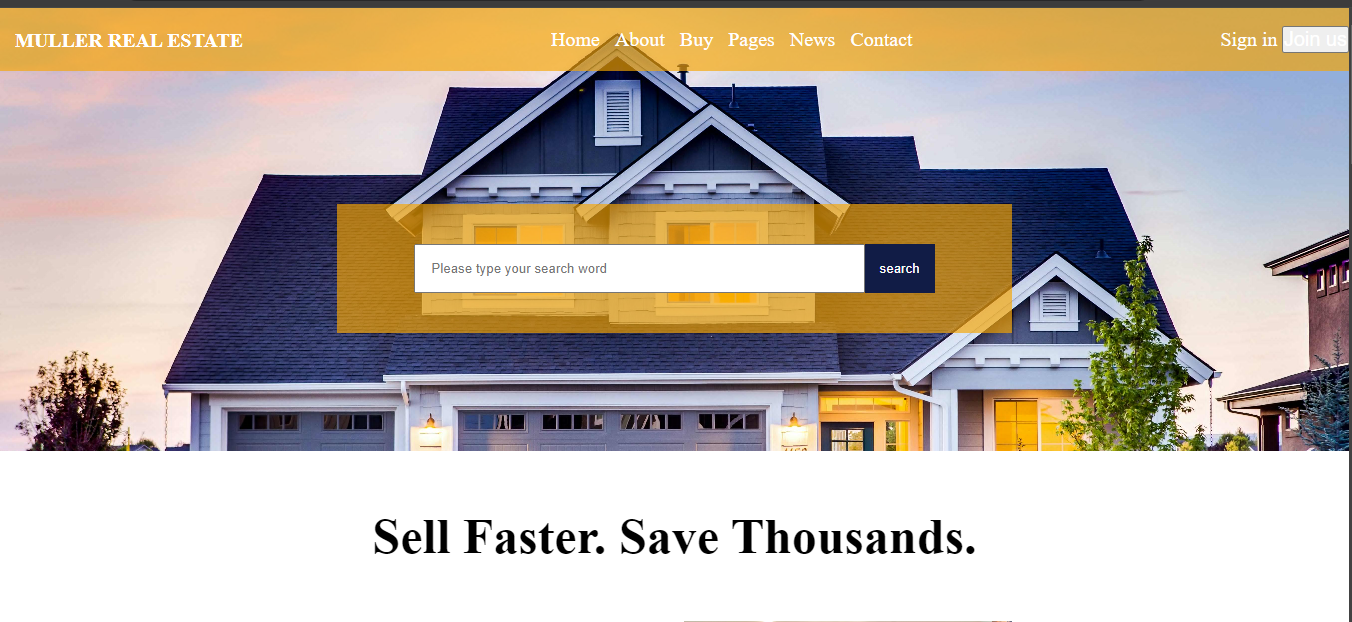 MULLER REAL ESTATE
Home About Buy Pages News Contact
Sign in Join us
Please type your search word
search
Sell Faster. Save Thousands.